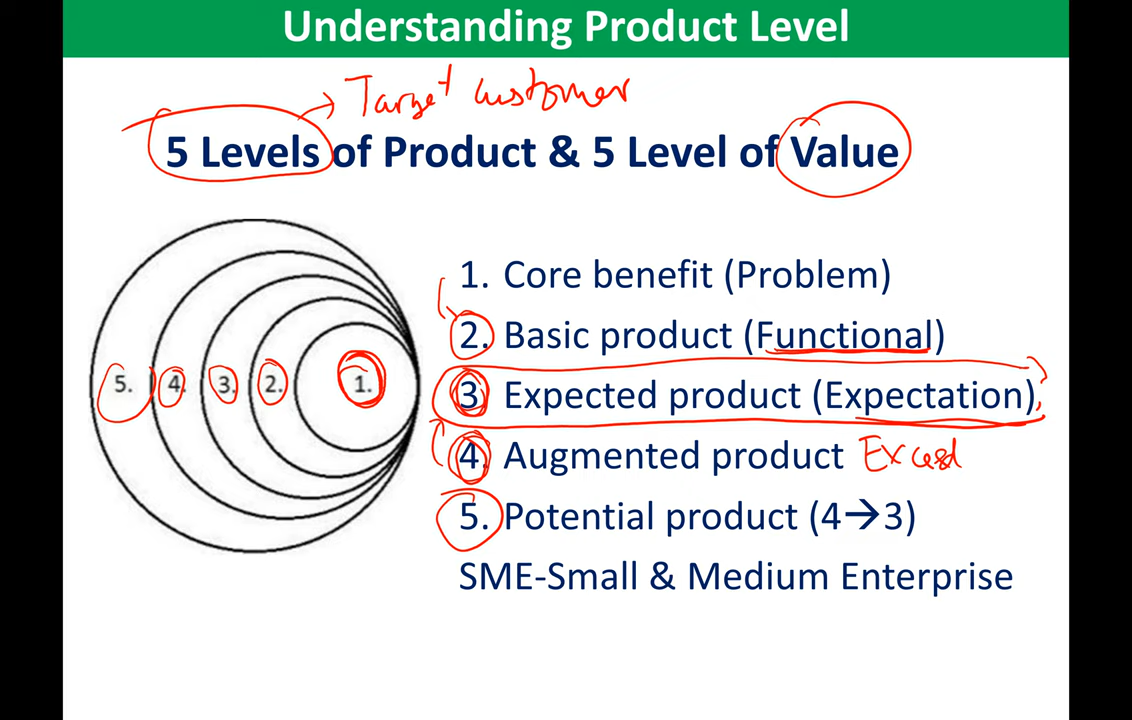 Understanding Product Level
Target customer
5 Levels of Product & 5 Level of Value
5. 4. 3. 2. 1.
1. Core benefit (Problem)
2. Basic product (Functional)
3. Expected product (Expectation)
4. Augmented product
5. Potential product (4→3)
SME-Small & Medium Enterprise